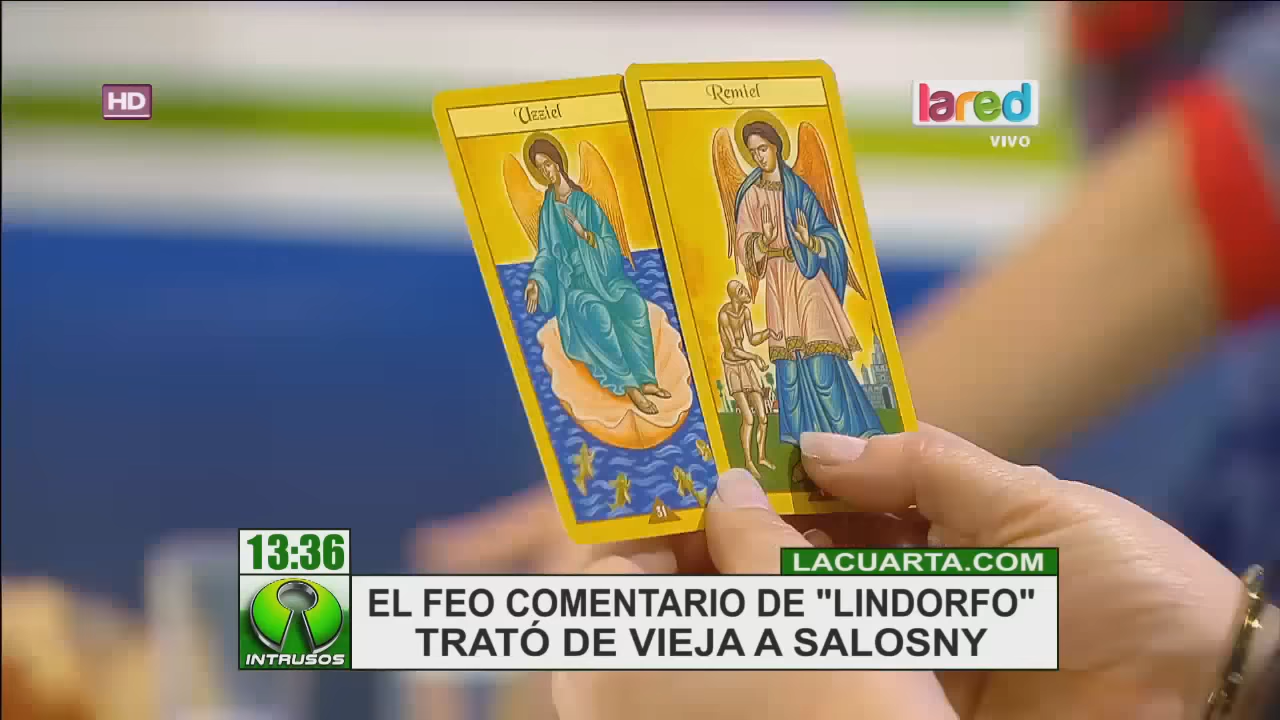 HD
Uzziel
Remiel
lared
VIVO
31
13:36
LACUARTA.COM
EL FEO COMENTARIO DE "LINDORFO"
TRATÓ DE VIEJA A SALOSNY
INTRUSOS